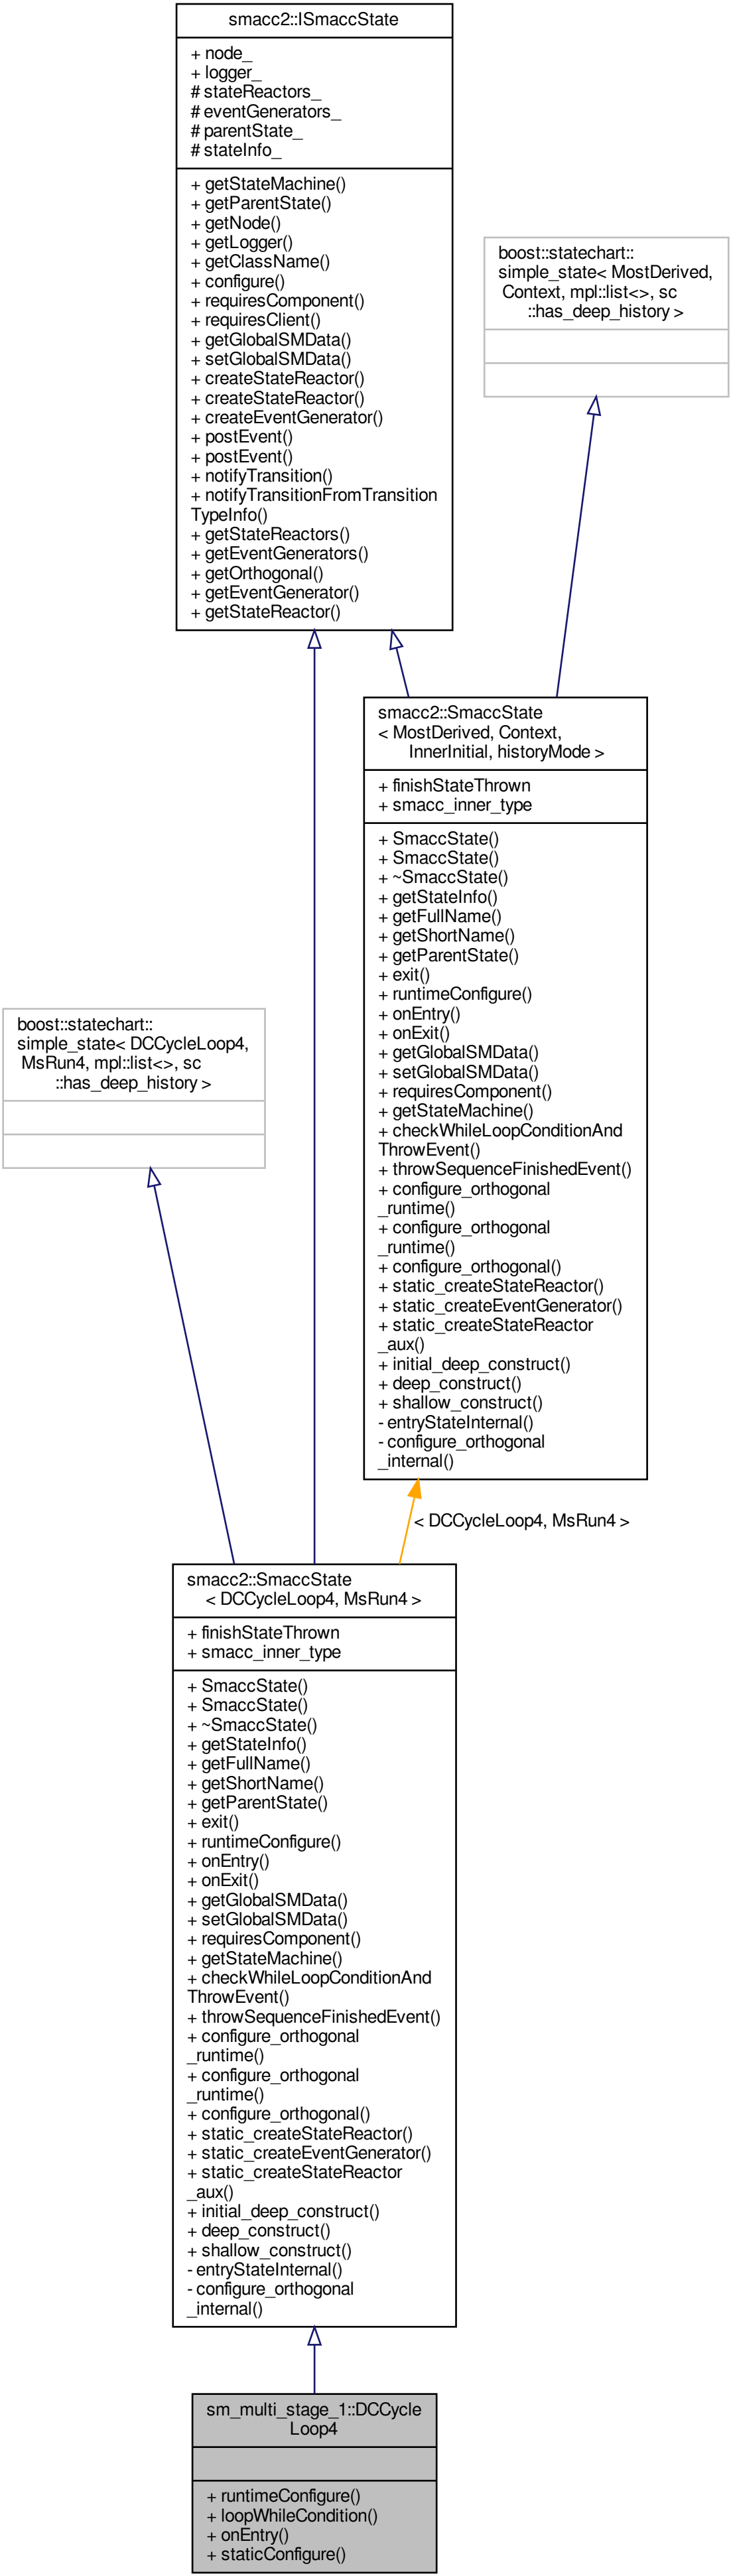 smacc2::ISmaccState
+ node_
+ logger_
# stateReactors_
# eventGenerators_
# parentState_
# stateInfo_
+ getStateMachine()
+ getParentState()
+ getNode()
+ getLogger()
+ getClassName()
+ configure()
+ requiresComponent()
+ requiresClient()
+ getGlobalSMData()
+ setGlobalSMData()
+ createStateReactor()
+ createStateReactor()
+ createEventGenerator()
+ postEvent()
+ postEvent()
+ notifyTransition()
+ notifyTransitionFromTransition
TypeInfo()
+ getStateReactors()
+ getEventGenerators()
+ getOrthogonal()
+ getEventGenerator()
+ getStateReactor()
boost::statechart::
simple_state< MostDerived,
Context, mpl::list<>, sc
::has_deep_history >
smacc2::SmaccState
< MostDerived, Context,
InnerInitial, historyMode >
+ finishStateThrown
+ smacc_inner_type
+ SmaccState()
+ SmaccState()
+ ~SmaccState()
+ getStateInfo()
+ getFullName()
+ getShortName()
+ getParentState()
+ exit()
+ runtimeConfigure()
+ onEntry()
+ onExit()
+ getGlobalSMData()
+ setGlobalSMData()
+ requiresComponent()
+ getStateMachine()
+ checkWhileLoopConditionAnd
ThrowEvent()
+ throwSequenceFinishedEvent()
+ configure_orthogonal
_runtime()
+ configure_orthogonal
_runtime()
+ configure_orthogonal()
+ static_createStateReactor()
+ static_createEventGenerator()
+ static_createStateReactor
_aux()
+ initial_deep_construct()
+ deep_construct()
+ shallow_construct()
- entryStateInternal()
- configure_orthogonal
_internal()
boost::statechart::
simple_state< DCCycleLoop4,
MsRun4, mpl::list<>, sc
::has_deep_history >
< DCCycleLoop4, MsRun4 >
smacc2::SmaccState
< DCCycleLoop4, MsRun4 >
+ finishStateThrown
+ smacc_inner_type
+ SmaccState()
+ SmaccState()
+ ~SmaccState()
+ getStateInfo()
+ getFullName()
+ getShortName()
+ getParentState()
+ exit()
+ runtimeConfigure()
+ onEntry()
+ onExit()
+ getGlobalSMData()
+ setGlobalSMData()
+ requiresComponent()
+ getStateMachine()
+ checkWhileLoopConditionAnd
ThrowEvent()
+ throwSequenceFinishedEvent()
+ configure_orthogonal
_runtime()
+ configure_orthogonal
_runtime()
+ configure_orthogonal()
+ static_createStateReactor()
+ static_createEventGenerator()
+ static_createStateReactor
_aux()
+ initial_deep_construct()
+ deep_construct()
+ shallow_construct()
- entryStateInternal()
- configure_orthogonal
_internal()
sm_multi_stage_1::DCCycle
Loop4
+ runtimeConfigure()
+ loopWhileCondition()
+ onEntry()
+ staticConfigure()